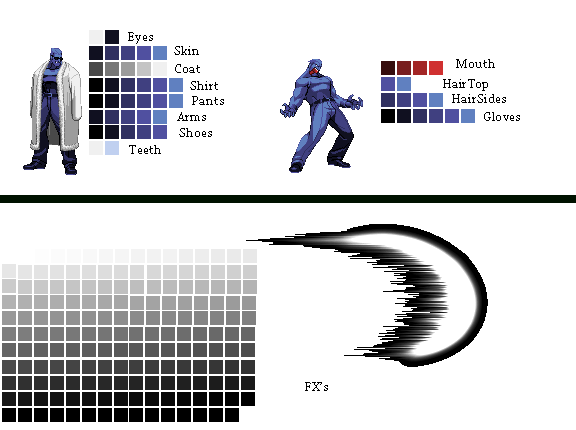 Eyes
Skin
Coat
Shirt
Pants
Arms
Shoes
Teeth
Mouth
HairTop
HairSides
Gloves
FX's